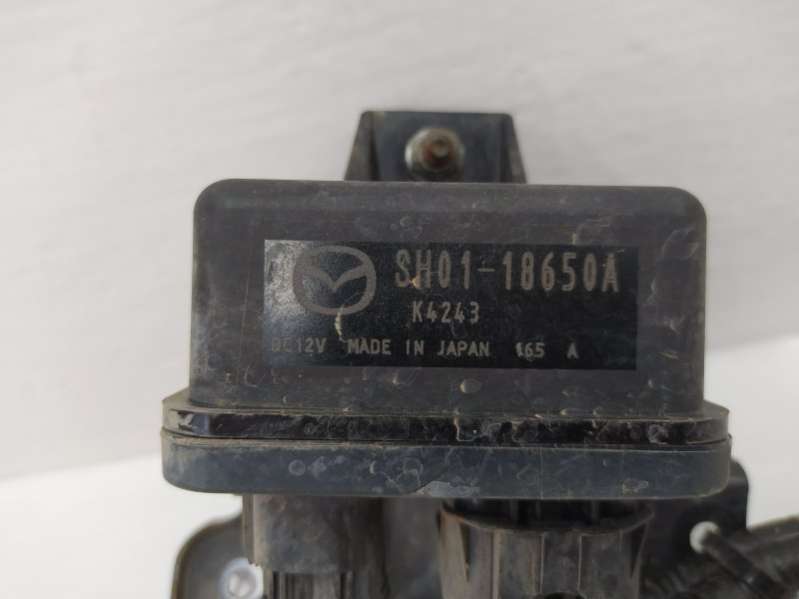 SH01-18650A
K4243
DC12V MADE IN JAPAN 165 A